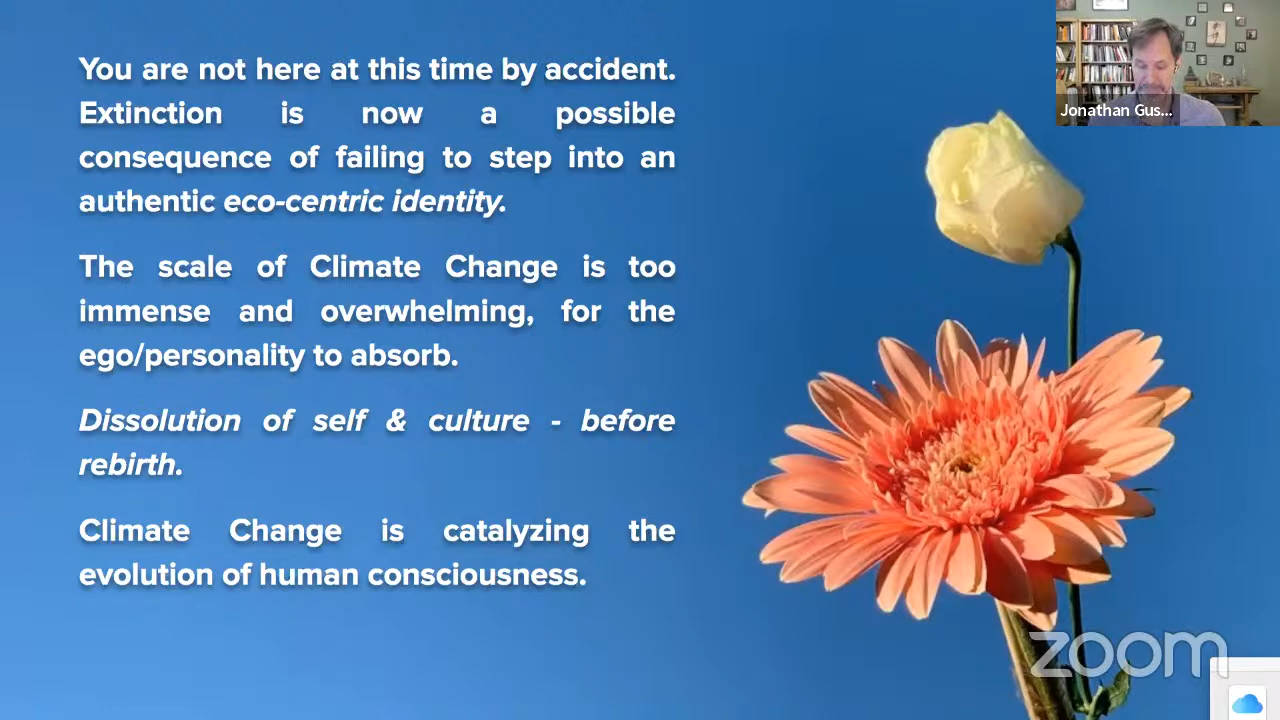 You are not here at this time by accident.
Extinction is now a possible
consequence of failing to step into an
authentic eco-centric identity.
The scale of Climate Change is too
immense and overwhelming, for the
ego/personality to absorb.
Dissolution of self & culture - before
rebirth.
Climate Change is catalyzing the
evolution of human consciousness.
Jonathan Gus...
zoom